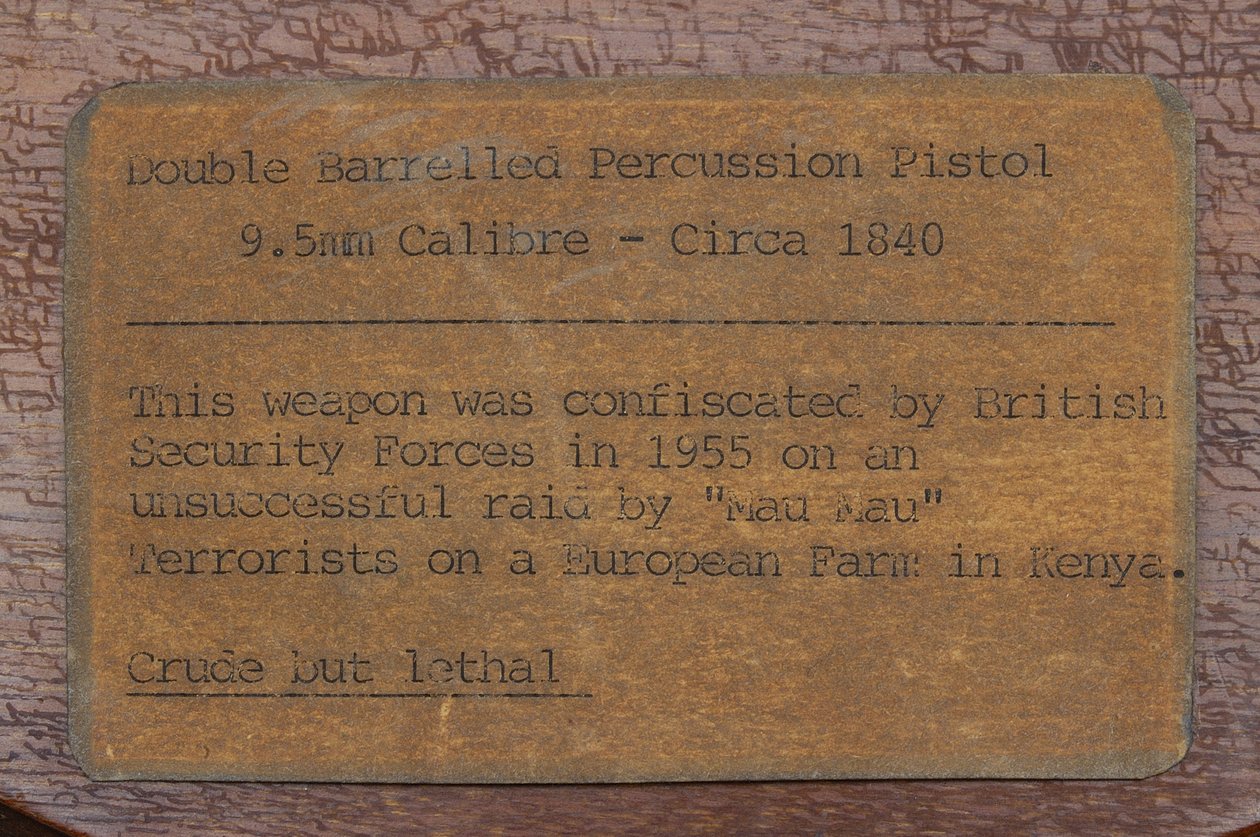 Double Barrelled Percussion Pistol
9.5mm Calibre - Circa 1840
This weapon was confiscated by British
Security Forces in 1955 on an
unsuccessful raid by "Mau Mau"
Terrorists on a European Farm in Kenya.
Crude but lethal